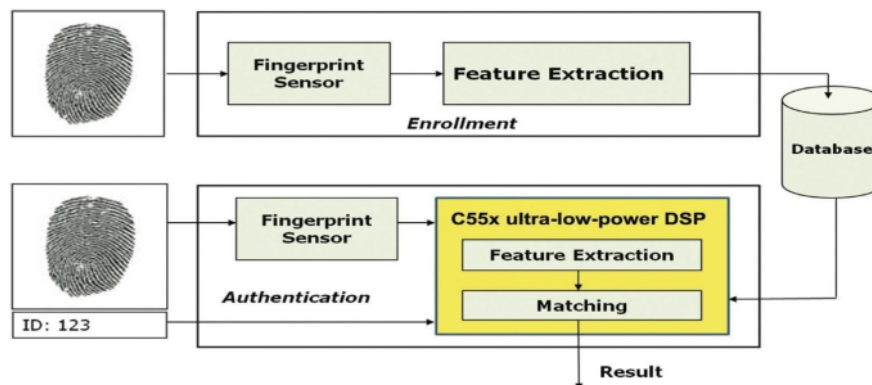 Fingerprint
Sensor
Feature Extraction
Enrollment
Database
Fingerprint
Sensor
C55x ultra-low-power DSP
Feature Extraction
Matching
Authentication
ID: 123
Result